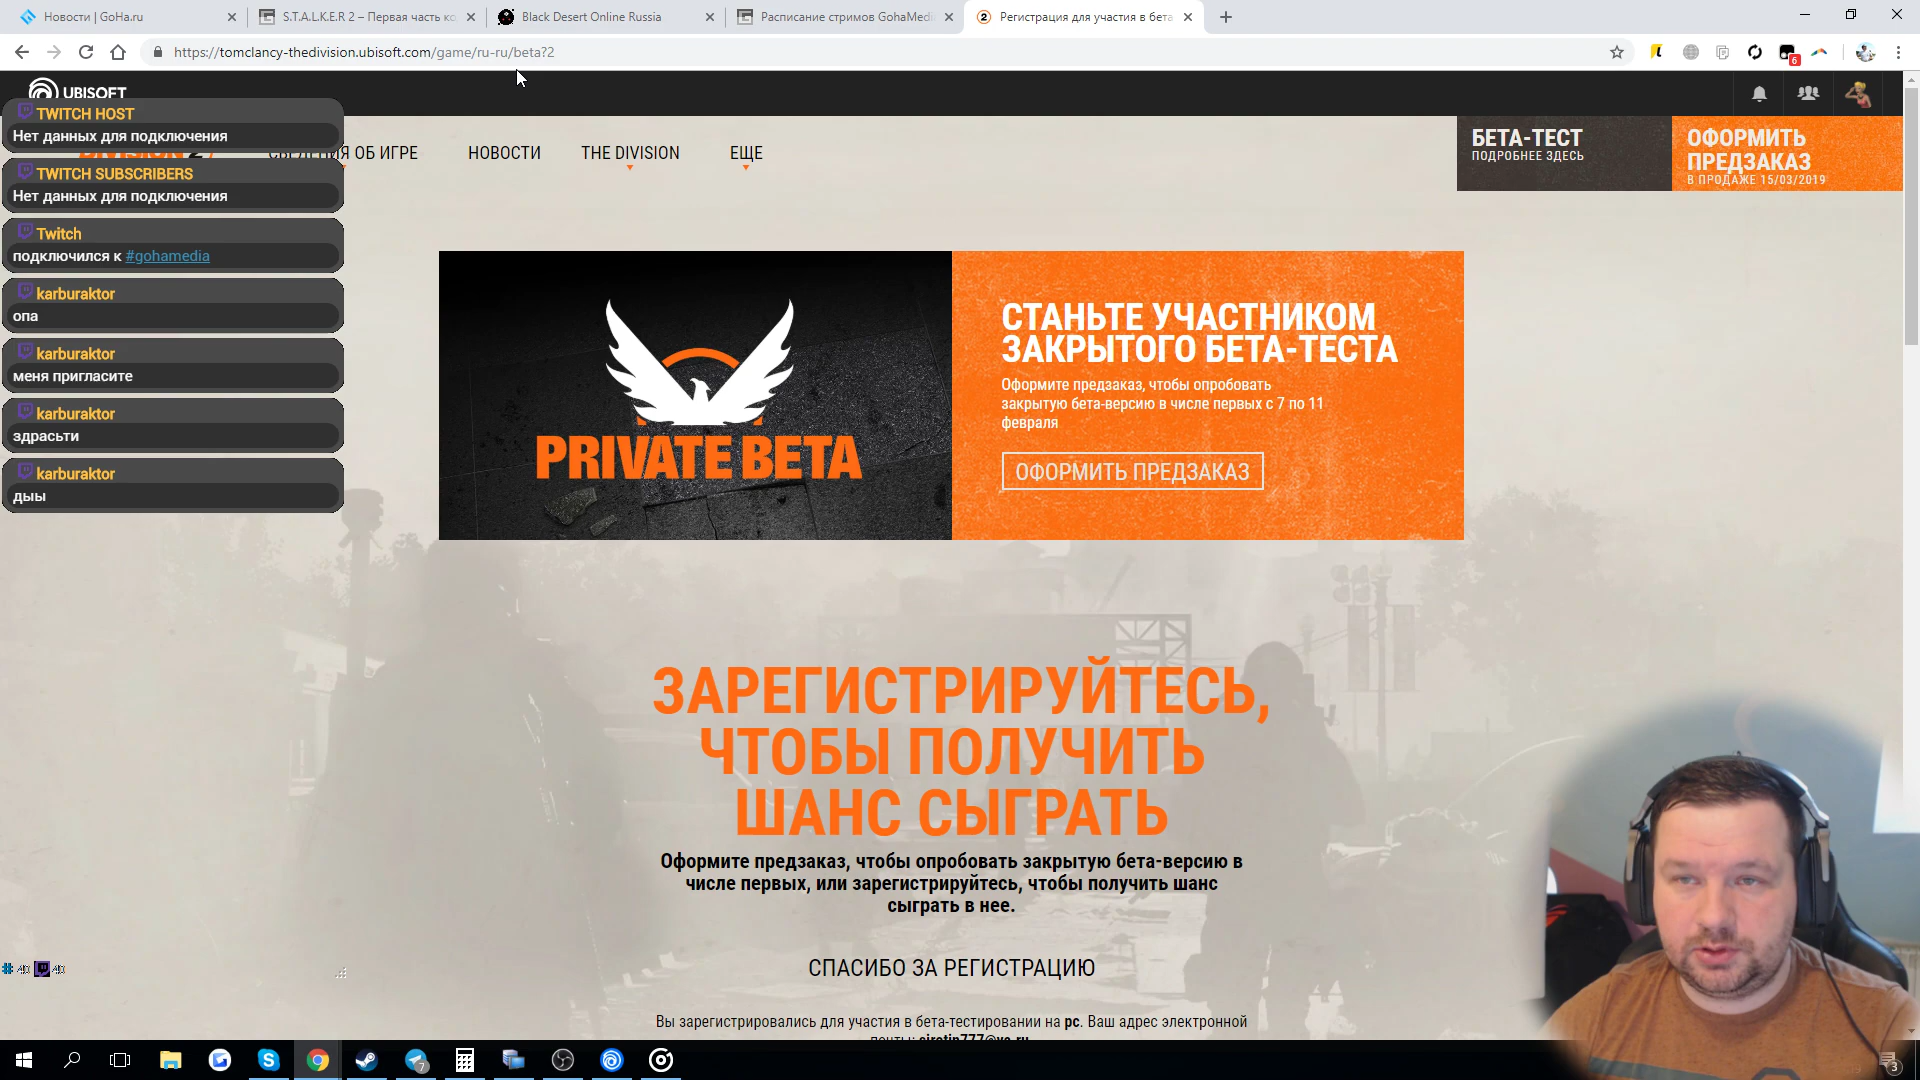 Новости | GoHa.ru
S.T.A.L.K.E.R 2 – Первая часть ко
Black Desert Online Russia
Расписание стримов GohaMedi
Регистрация для участия в бета
https://tomclancy-thedivision.ubisoft.com/game/ru-ru/beta?2
6
UBISOFT
TWITCH HOST
Нет данных для подключения
TWITCH SUBSCRIBERS
Нет данных для подключения
Twitch
подключился к #gohamedia
karburaktor
опа
karburaktor
меня пригласите
karburaktor
здрасьти
karburaktor
дыы
СВЕДЕНИЯ ОБ ИГРЕ
НОВОСТИ
THE DIVISION
ЕЩЕ
БЕТА-ТЕСТ
ПОДРОБНЕЕ ЗДЕСЬ
ОФОРМИТЬ
ПРЕДЗАКАЗ
В ПРОДАЖЕ 15/03/2019
PRIVATE BETA
СТАНЬТЕ УЧАСТНИКОМ
ЗАКРЫТОГО БЕТА-ТЕСТА
Оформите предзаказ, чтобы опробовать
закрытую бета-версию в числе первых с 7 по 11
февраля
ОФОРМИТЬ ПРЕДЗАКАЗ
ЗАРЕГИСТРИРУЙТЕСЬ,
ЧТОБЫ ПОЛУЧИТЬ
ШАНС СЫГРАТЬ
Оформите предзаказ, чтобы опробовать закрытую бета-версию в
числе первых, или зарегистрируйтесь, чтобы получить шанс
сыграть в нее.
СПАСИБО ЗА РЕГИСТРАЦИЮ
Вы зарегистрировались для участия в бета-тестировании на pc. Ваш адрес электронной
7
3